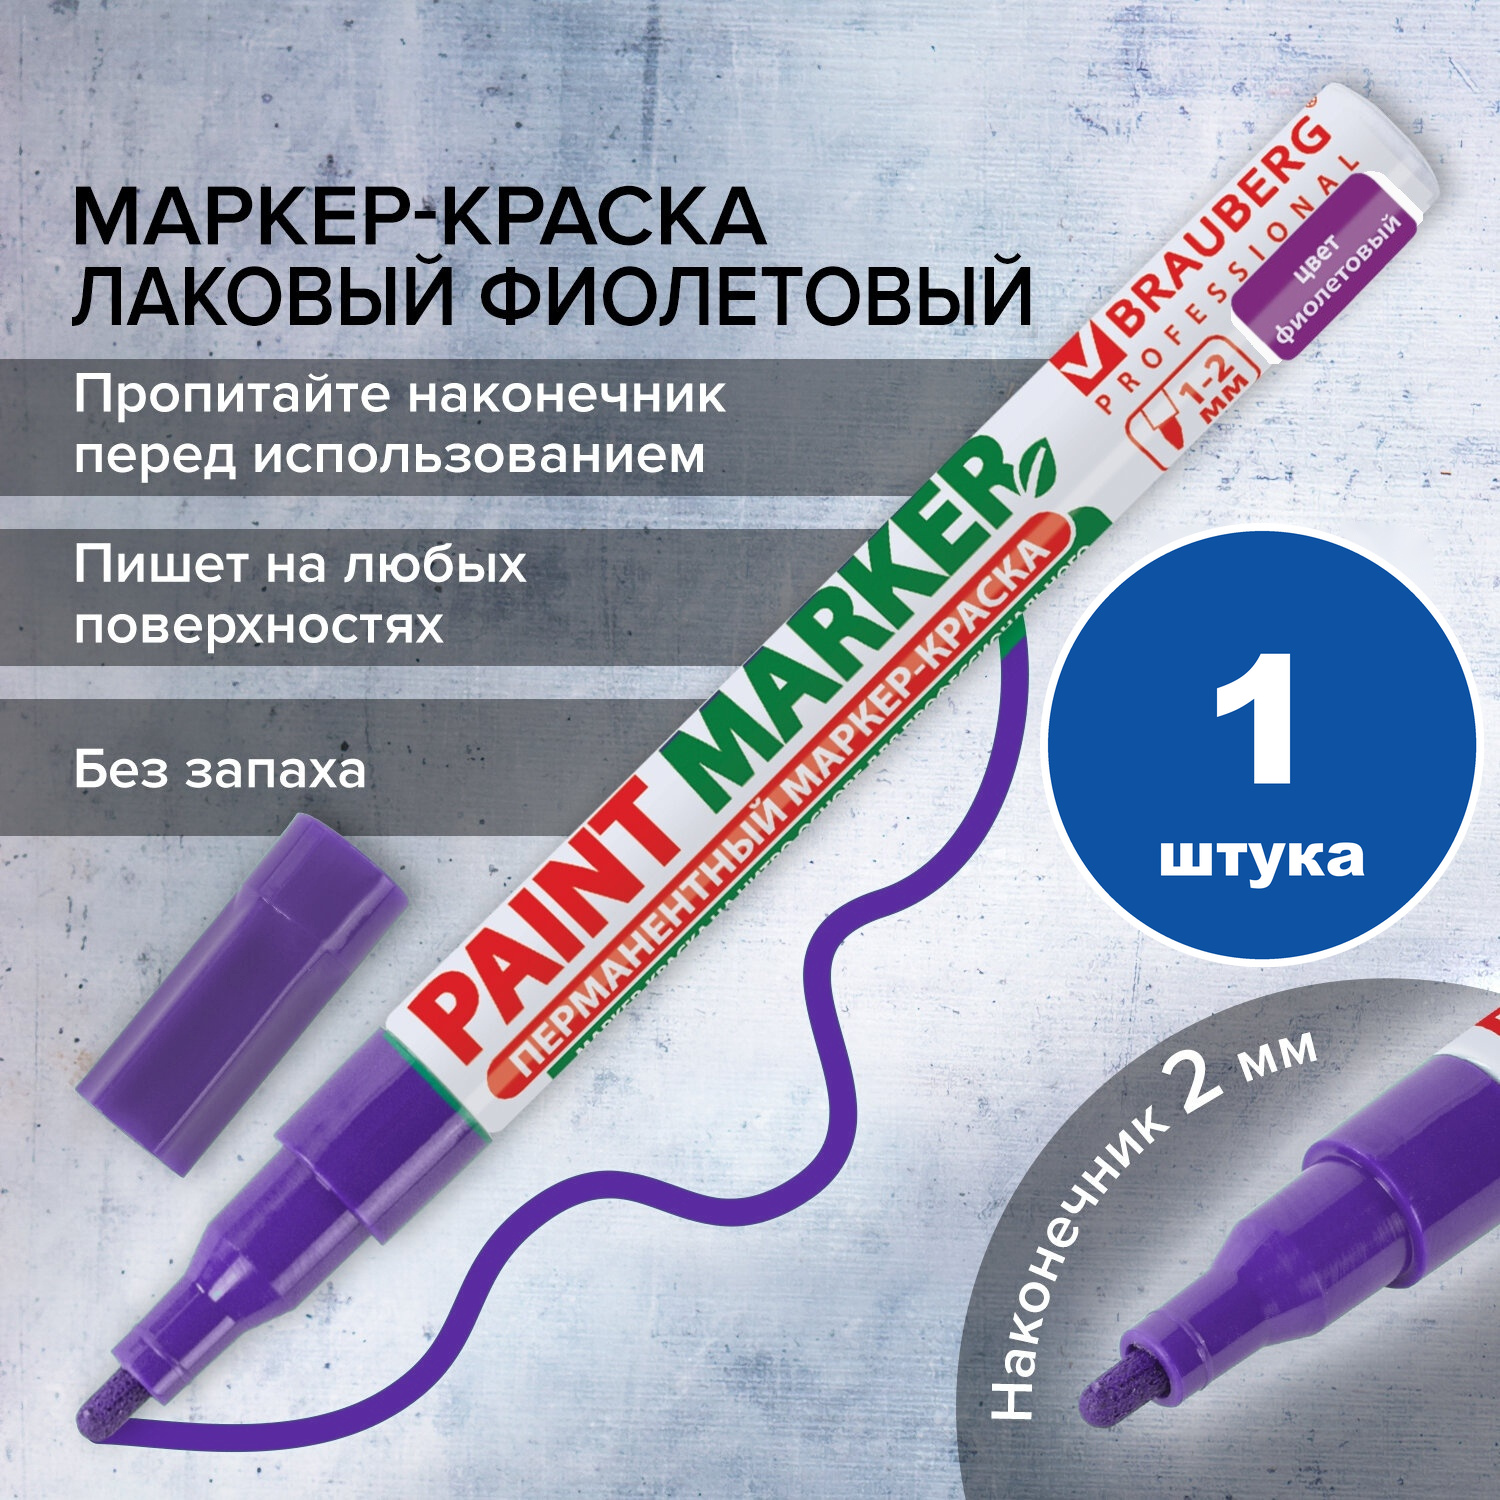 МАРКЕР-КРАСКА
ЛАКОВЫЙ ФИОЛЕТОВЫЙ
Пропитайте наконечник
перед использованием
Пишет на любых
поверхностях
Без запаха
BRAUBERG®
PROFESSIONAL
цвет
фиолетовый
1-2
мм
PAINT MARKER
ПЕРМАНЕНТНЫЙ МАРКЕР-КРАСКА
1
штука
Наконечник 2 мм